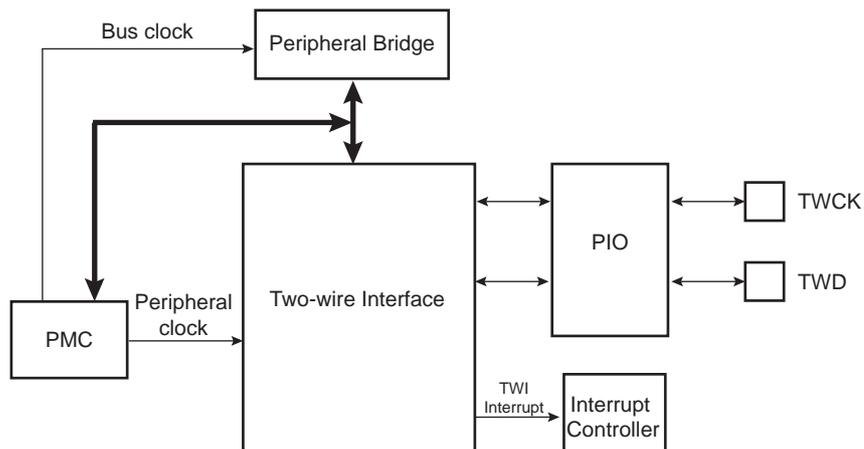 Bus clock
Peripheral Bridge
TWCK
PIO
Two-wire Interface
TWD
Peripheral
clock
PMC
TWI
Interrupt
Interrupt
Controller